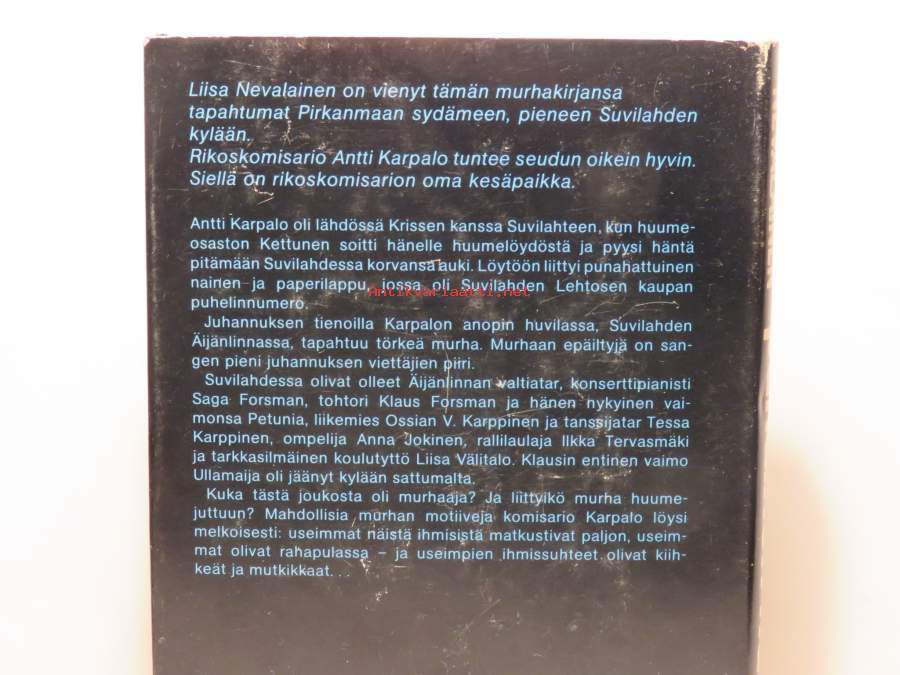 Liisa Nevalainen on vienyt tämän murhakirjansa
tapahtumat Pirkanmaan sydämeen, pieneen Suvilahden
kylään.
Rikoskomisario Antti Karpalo tuntee seudun oikein hyvin.
Siellä on rikoskomisarion oma kesäpaikka.
Antti Karpalo oli lähdössä Krissen kanssa Suvilahteen, kun huume-
osaston Kettunen soitti hänelle huumelöydöstä ja pyysi häntä
pitämään Suvilahdessa korvansa auki. Löytöön liittyi punahattuinen
nainen ja paperilappu, jossa oli Suvilahden Lehtosen kaupan
Antikvariaatti.net
puhelinnumero.
Juhannuksen tienoilla Karpalon anopin huvilassa, Suvilahden
Äijänlinnassa, tapahtuu törkeä murha. Murhaan epäiltyjä on san-
gen pieni juhannuksen viettäjien piiri.
Suvilahdessa olivat olleet Äijänlinnan valtiatar, konserttipianisti
Saga Forsman, tohtori Klaus Forsman ja hänen nykyinen vai-
monsa Petunia, liikemies Ossian V. Karppinen ja tanssijatar Tessa
Karppinen, ompelija Anna Jokinen, rallilaulaja Ilkka Tervasmäki
ja tarkkasilmäinen koulutyttö Liisa Välitalo. Klausin entinen vaimo
Ullamaija oli jäänyt kylään sattumalta.
Kuka tästä joukosta oli murhaaja? Ja liittyikö murha huume-
juttuun? Mahdollisia murhan motiiveja komisario Karpalo löysi
melkoisesti: useimmat näistä ihmisistä matkustivat paljon, useim-
mat olivat rahapulassa – ja useimpien ihmissuhteet olivat kiih-
keät ja mutkikkaat...